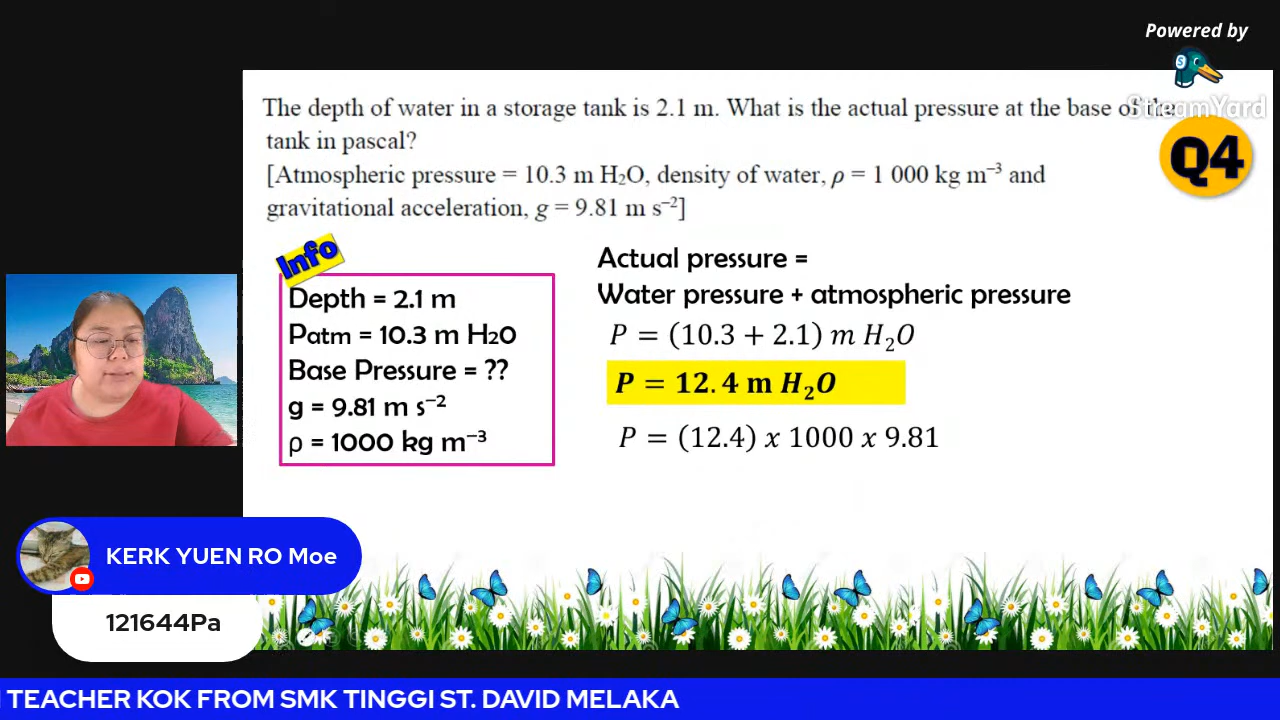 Powered by
StreamYard
The depth of water in a storage tank is 2.1 m. What is the actual pressure at the base of the
tank in pascal?
[Atmospheric pressure = 10.3 m H₂O, density of water, ρ = 1 000 kg m⁻³ and
gravitational acceleration, g = 9.81 m s⁻²]
Q4
Info
Depth = 2.1 m
Patm = 10.3 m H₂O
Base Pressure = ??
g = 9.81 m s⁻²
ρ = 1000 kg m⁻³
Actual pressure =
Water pressure + atmospheric pressure
P = (10.3 + 2.1) m H₂O
P = 12.4 m H₂O
P = (12.4) x 1000 x 9.81
KERK YUEN RO Moe
121644Pa
TEACHER KOK FROM SMK TINGGI ST. DAVID MELAKA